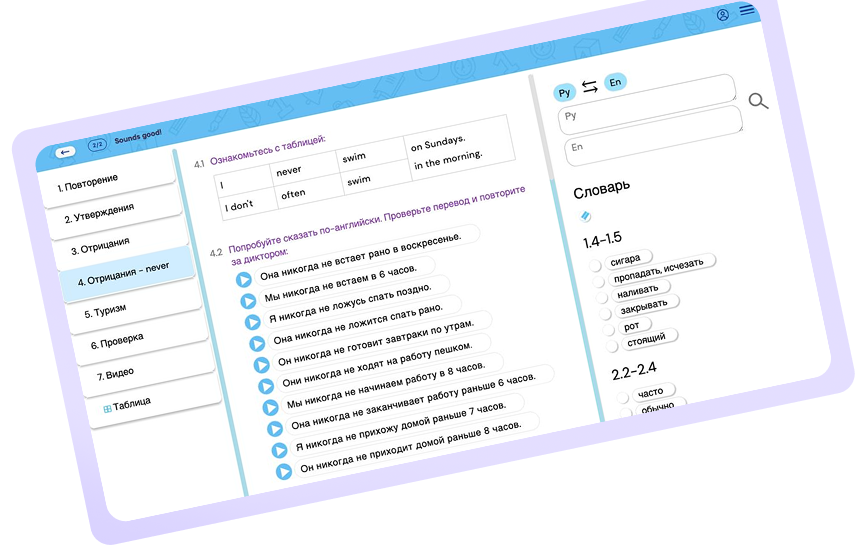 2/2 Sounds good!
1. Повторение
2. Утверждения
3. Отрицания
4. Отрицания – never
5. Туризм
6. Проверка
7. Видео
Таблица
4.1 Ознакомьтесь с таблицей:
I never swim on Sundays.
I don't often swim in the morning.
4.2 Попробуйте сказать по-английски. Проверьте перевод и повторите
за диктором:
Она никогда не встает рано в воскресенье.
Мы никогда не встаем в 6 часов.
Я никогда не ложусь спать поздно.
Она никогда не ложится спать рано.
Он никогда не готовит завтраки по утрам.
Они никогда не ходят на работу пешком.
Мы никогда не начинаем работу в 8 часов.
Она никогда не заканчивает работу раньше 6 часов.
Я никогда не прихожу домой раньше 7 часов.
Он никогда не приходит домой раньше 8 часов.
Ру En
Ру
En
Словарь
1.4–1.5
сигара
пропадать, исчезать
наливать
закрывать
рот
стоящий
2.2–2.4
часто
обычно